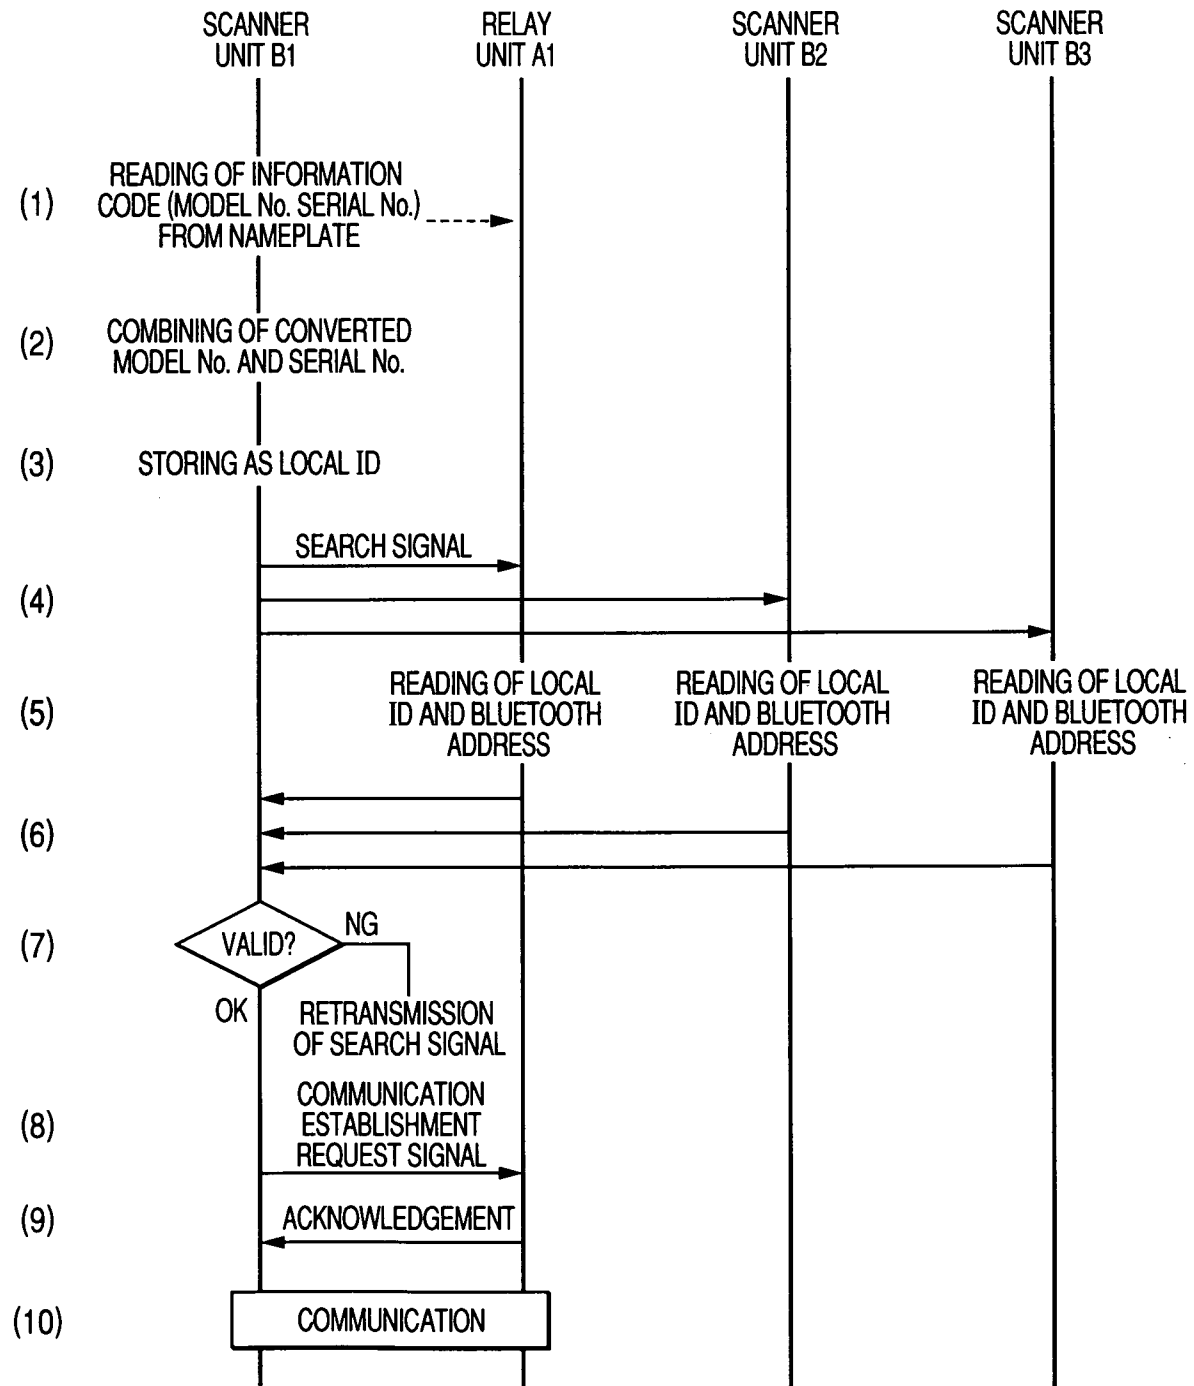 SCANNER
UNIT B1
RELAY
UNIT A1
SCANNER
UNIT B2
SCANNER
UNIT B3
(1)
READING OF INFORMATION
CODE (MODEL No. SERIAL No.)
FROM NAMEPLATE
(2)
COMBINING OF CONVERTED
MODEL No. AND SERIAL No.
(3)
STORING AS LOCAL ID
SEARCH SIGNAL
(4)
(5)
READING OF LOCAL
ID AND BLUETOOTH
ADDRESS
READING OF LOCAL
ID AND BLUETOOTH
ADDRESS
READING OF LOCAL
ID AND BLUETOOTH
ADDRESS
(6)
(7)
VALID?
NG
OK
RETRANSMISSION
OF SEARCH SIGNAL
(8)
COMMUNICATION
ESTABLISHMENT
REQUEST SIGNAL
(9)
ACKNOWLEDGEMENT
(10)
COMMUNICATION